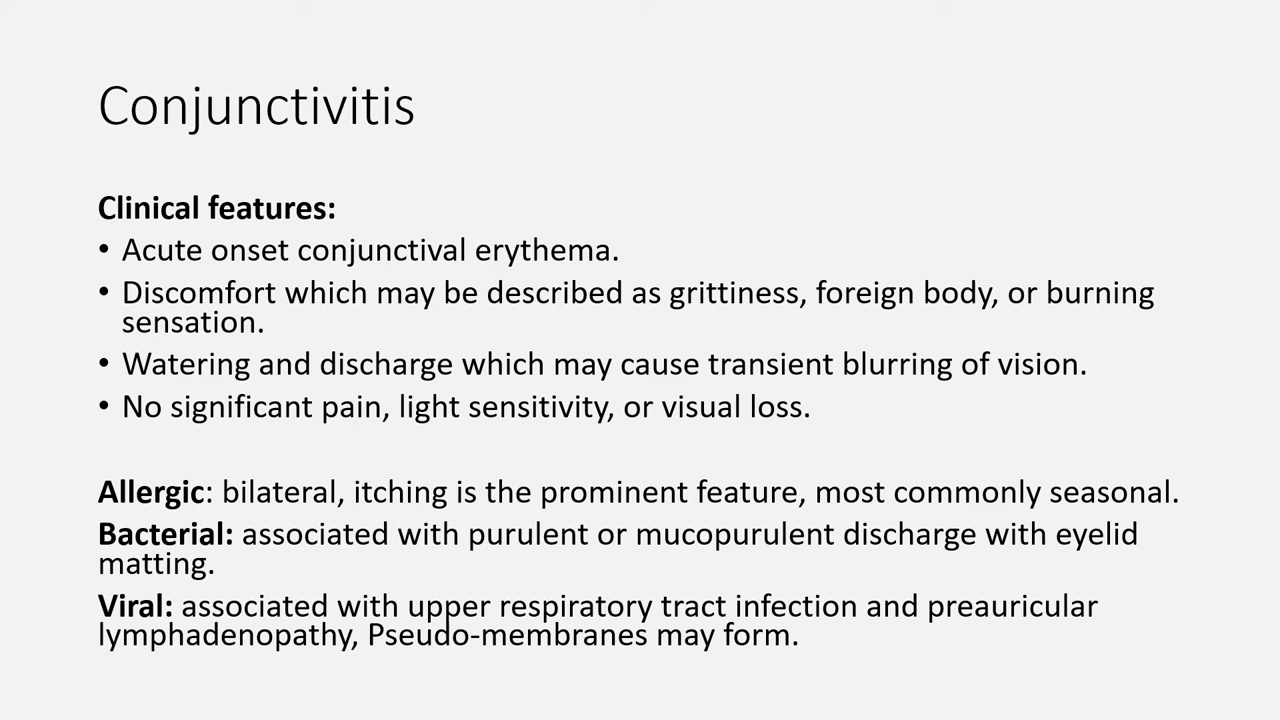 Conjunctivitis
Clinical features:
• Acute onset conjunctival erythema.
• Discomfort which may be described as grittiness, foreign body, or burning
sensation.
• Watering and discharge which may cause transient blurring of vision.
• No significant pain, light sensitivity, or visual loss.
Allergic: bilateral, itching is the prominent feature, most commonly seasonal.
Bacterial: associated with purulent or mucopurulent discharge with eyelid
matting.
Viral: associated with upper respiratory tract infection and preauricular
lymphadenopathy, Pseudo-membranes may form.